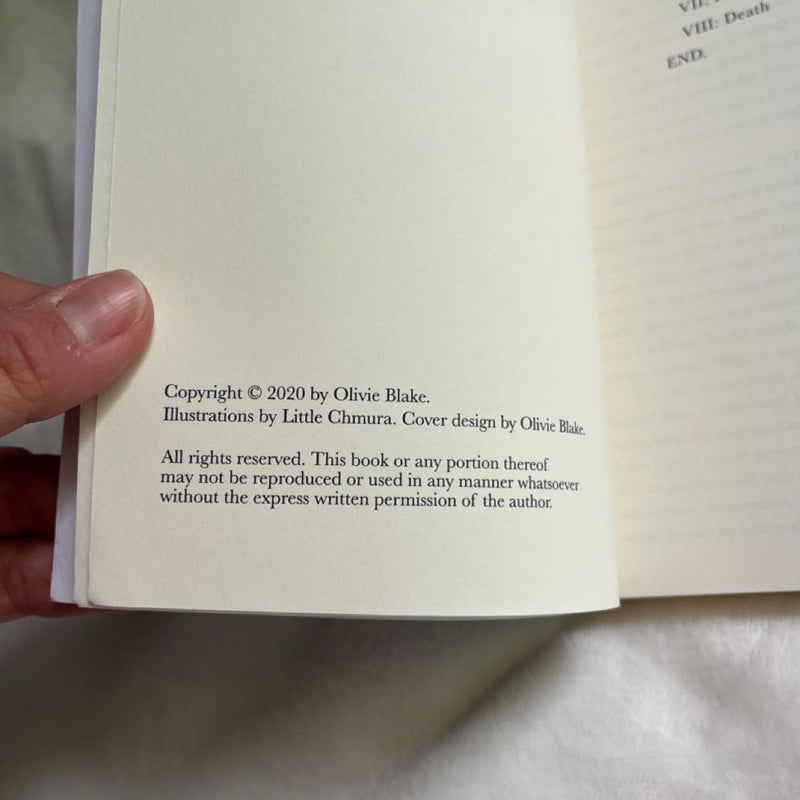 Copyright © 2020 by Olivie Blake.
Illustrations by Little Chmura. Cover design by Olivie Blake.
All rights reserved. This book or any portion thereof
may not be reproduced or used in any manner whatsoever
without the express written permission of the author.
VII:
VIII: Death
END.